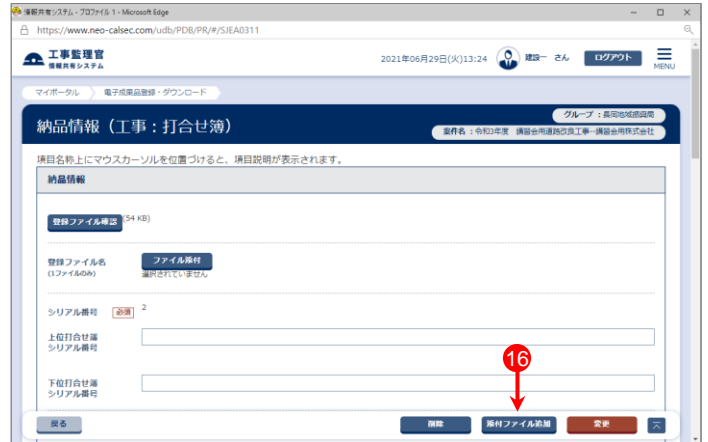 情報共有システム - プロファイル 1 - Microsoft Edge
https://www.neo-calsec.com/udb/PDB/PR/#/SJEA0311
工事監理官
情報共有システム
2021年06月29日(火)13:24 建設一 さん ログアウト MENU
マイポータル 電子成果品登録・ダウンロード
グループ：長岡地域振興局
納品情報（工事：打合せ簿）
案件名：令和3年度 講習会用道路改良工事－講習会用株式会社
項目名称上にマウスカーソルを位置づけると、項目説明が表示されます。
納品情報
登録ファイル確認 (54 KB)
登録ファイル名 ファイル添付
(1ファイルのみ) 選択されていません
シリアル番号 必須 2
上位打合せ簿
シリアル番号
16
下位打合せ簿
シリアル番号
戻る 削除 添付ファイル追加 変更